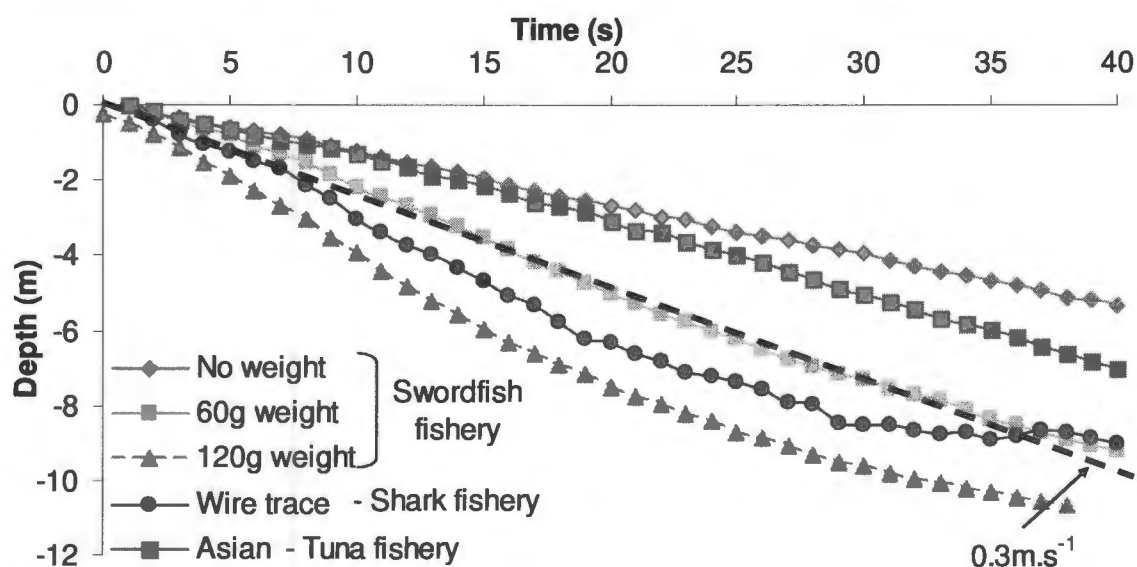 Time (s)
0 5 10 15 20 25 30 35 40
0
-2
-4
-6
-8
-10
-12
Depth (m)
No weight
60g weight
120g weight
Swordfish
fishery
Wire trace - Shark fishery
Asian - Tuna fishery
0.3m.s⁻¹